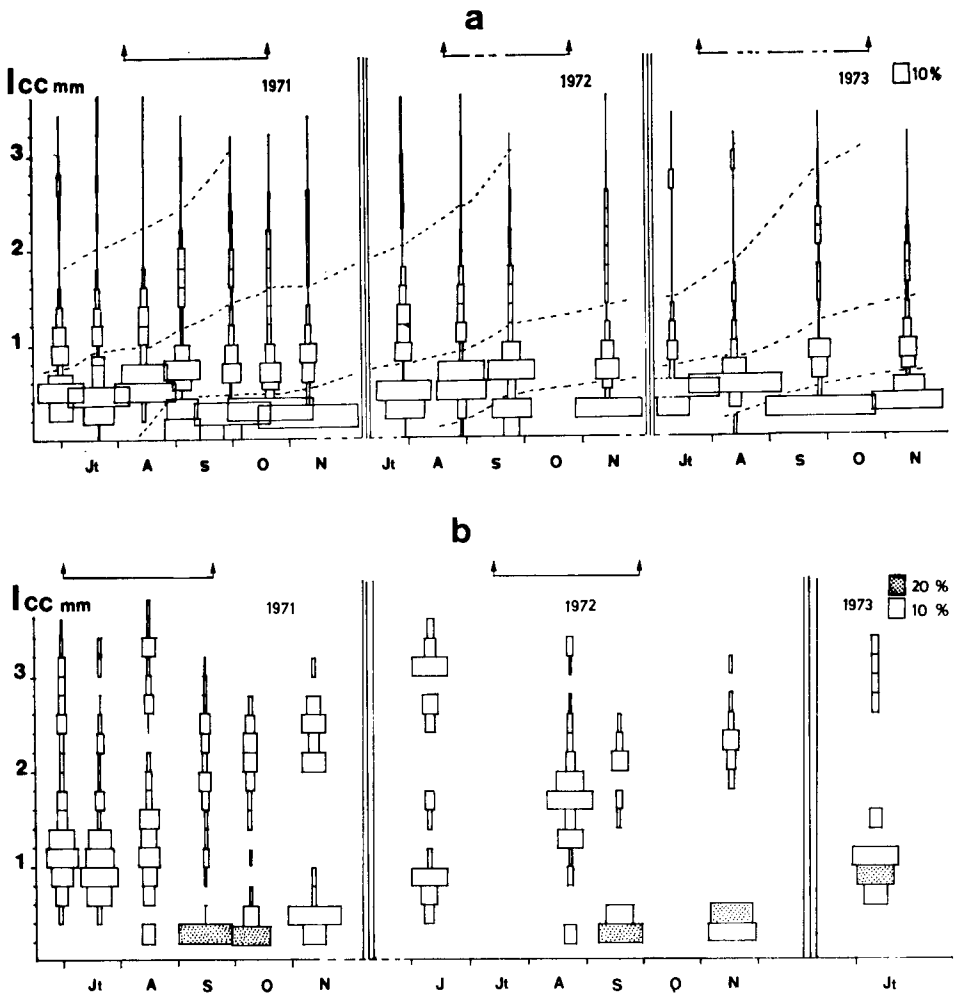 a
1971
1972
1973
10%
Icc mm
3
2
1
Jt A S O N
Jt A S O N
Jt A S O N
b
1971
1972
1973
20 %
10 %
Icc mm
3
2
1
Jt A S O N
J Jt A S O N
Jt